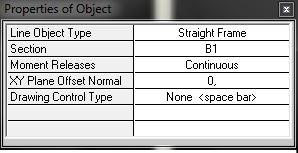 Properties of Object
Line Object Type Straight Frame
Section B1
Moment Releases Continuous
XY Plane Offset Normal 0,
Drawing Control Type None <space bar>